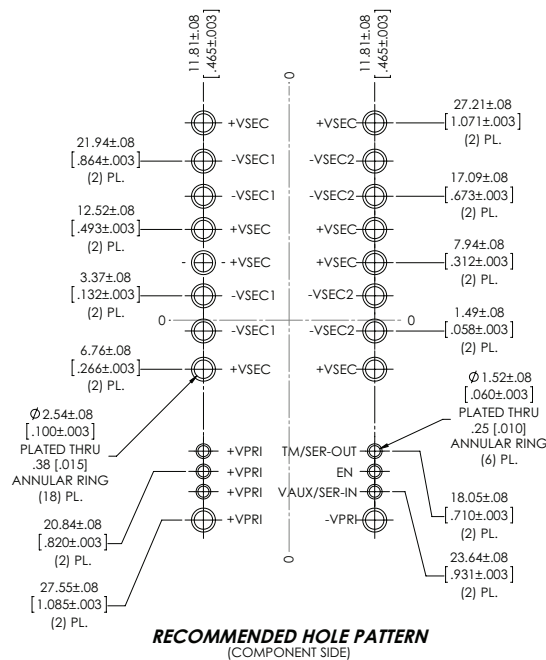 11.81±.08
[.465±.003]
11.81±.08
[.465±.003]
0
27.21±.08
[1.071±.003]
(2) PL.
+VSEC
+VSEC
21.94±.08
[.864±.003]
(2) PL.
-VSEC1
-VSEC2
17.09±.08
[.673±.003]
(2) PL.
-VSEC1
-VSEC2
12.52±.08
[.493±.003]
(2) PL.
+VSEC
+VSEC
7.94±.08
[.312±.003]
(2) PL.
+VSEC
+VSEC
3.37±.08
[.132±.003]
(2) PL.
-VSEC1
-VSEC2
0
0
1.49±.08
[.058±.003]
(2) PL.
-VSEC1
-VSEC2
6.76±.08
[.266±.003]
(2) PL.
+VSEC
+VSEC
Ø 2.54±.08
[.100±.003]
PLATED THRU
.38 [.015]
ANNULAR RING
(18) PL.
Ø 1.52±.08
[.060±.003]
PLATED THRU
.25 [.010]
ANNULAR RING
(6) PL.
+VPRI
TM/SER-OUT
+VPRI
EN
+VPRI
VAUX/SER-IN
+VPRI
-VPRI
18.05±.08
[.710±.003]
(2) PL.
20.84±.08
[.820±.003]
(2) PL.
23.64±.08
[.931±.003]
(2) PL.
27.55±.08
[1.085±.003]
(2) PL.
0
RECOMMENDED HOLE PATTERN
(COMPONENT SIDE)